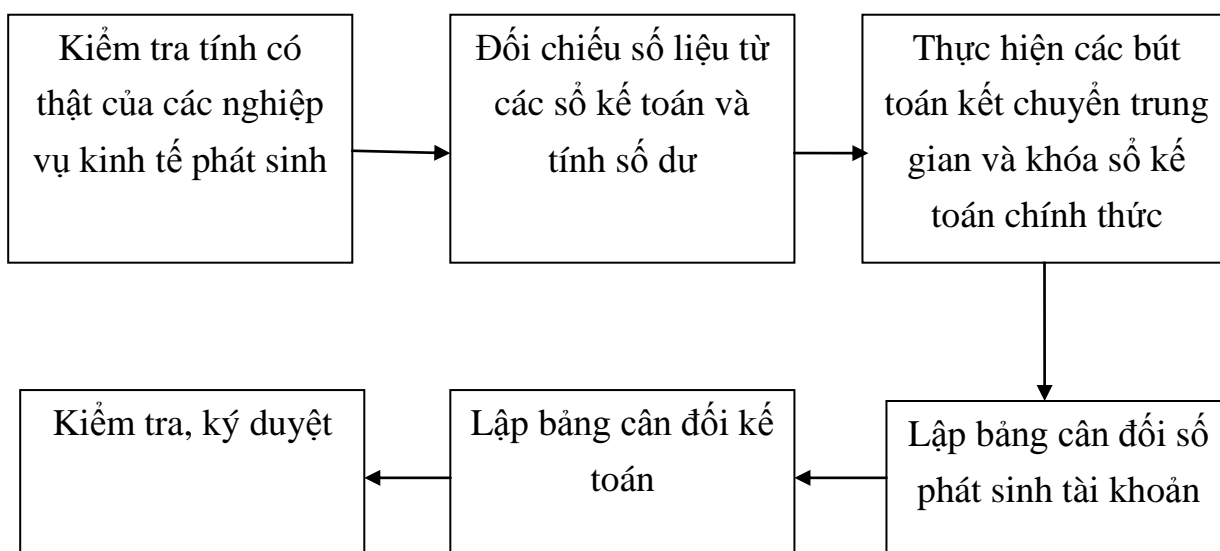 Kiểm tra tính có
thật của các nghiệp
vụ kinh tế phát sinh
Đối chiếu số liệu từ
các sổ kế toán và
tính số dư
Thực hiện các bút
toán kết chuyển trung
gian và khóa sổ kế
toán chính thức
Lập bảng cân đối số
phát sinh tài khoản
Lập bảng cân đối kế
toán
Kiểm tra, ký duyệt